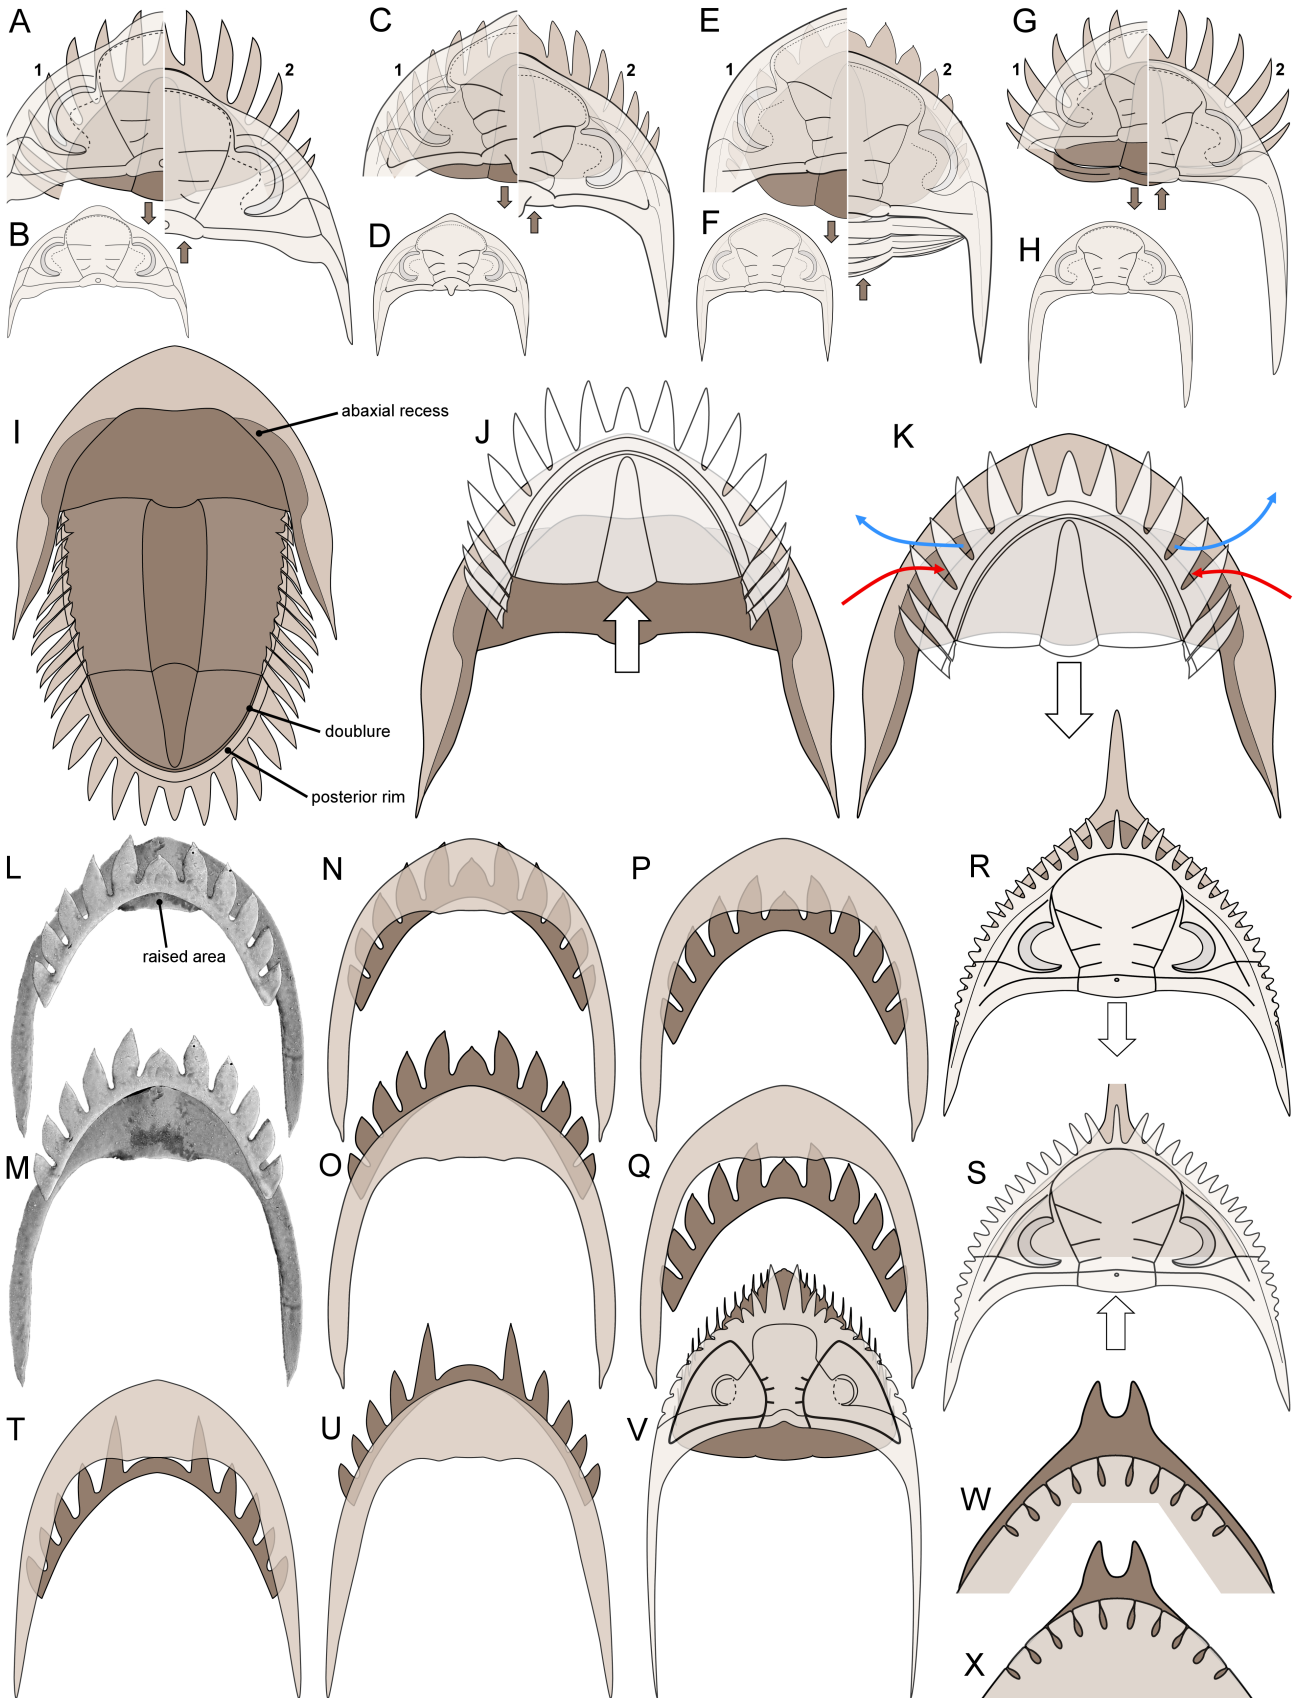 A
1
2
C
1
2
E
1
2
G
1
2
B
D
F
H
I
abaxial recess
J
K
doublure
posterior rim
L
raised area
N
P
R
M
O
Q
S
T
U
V
W
X